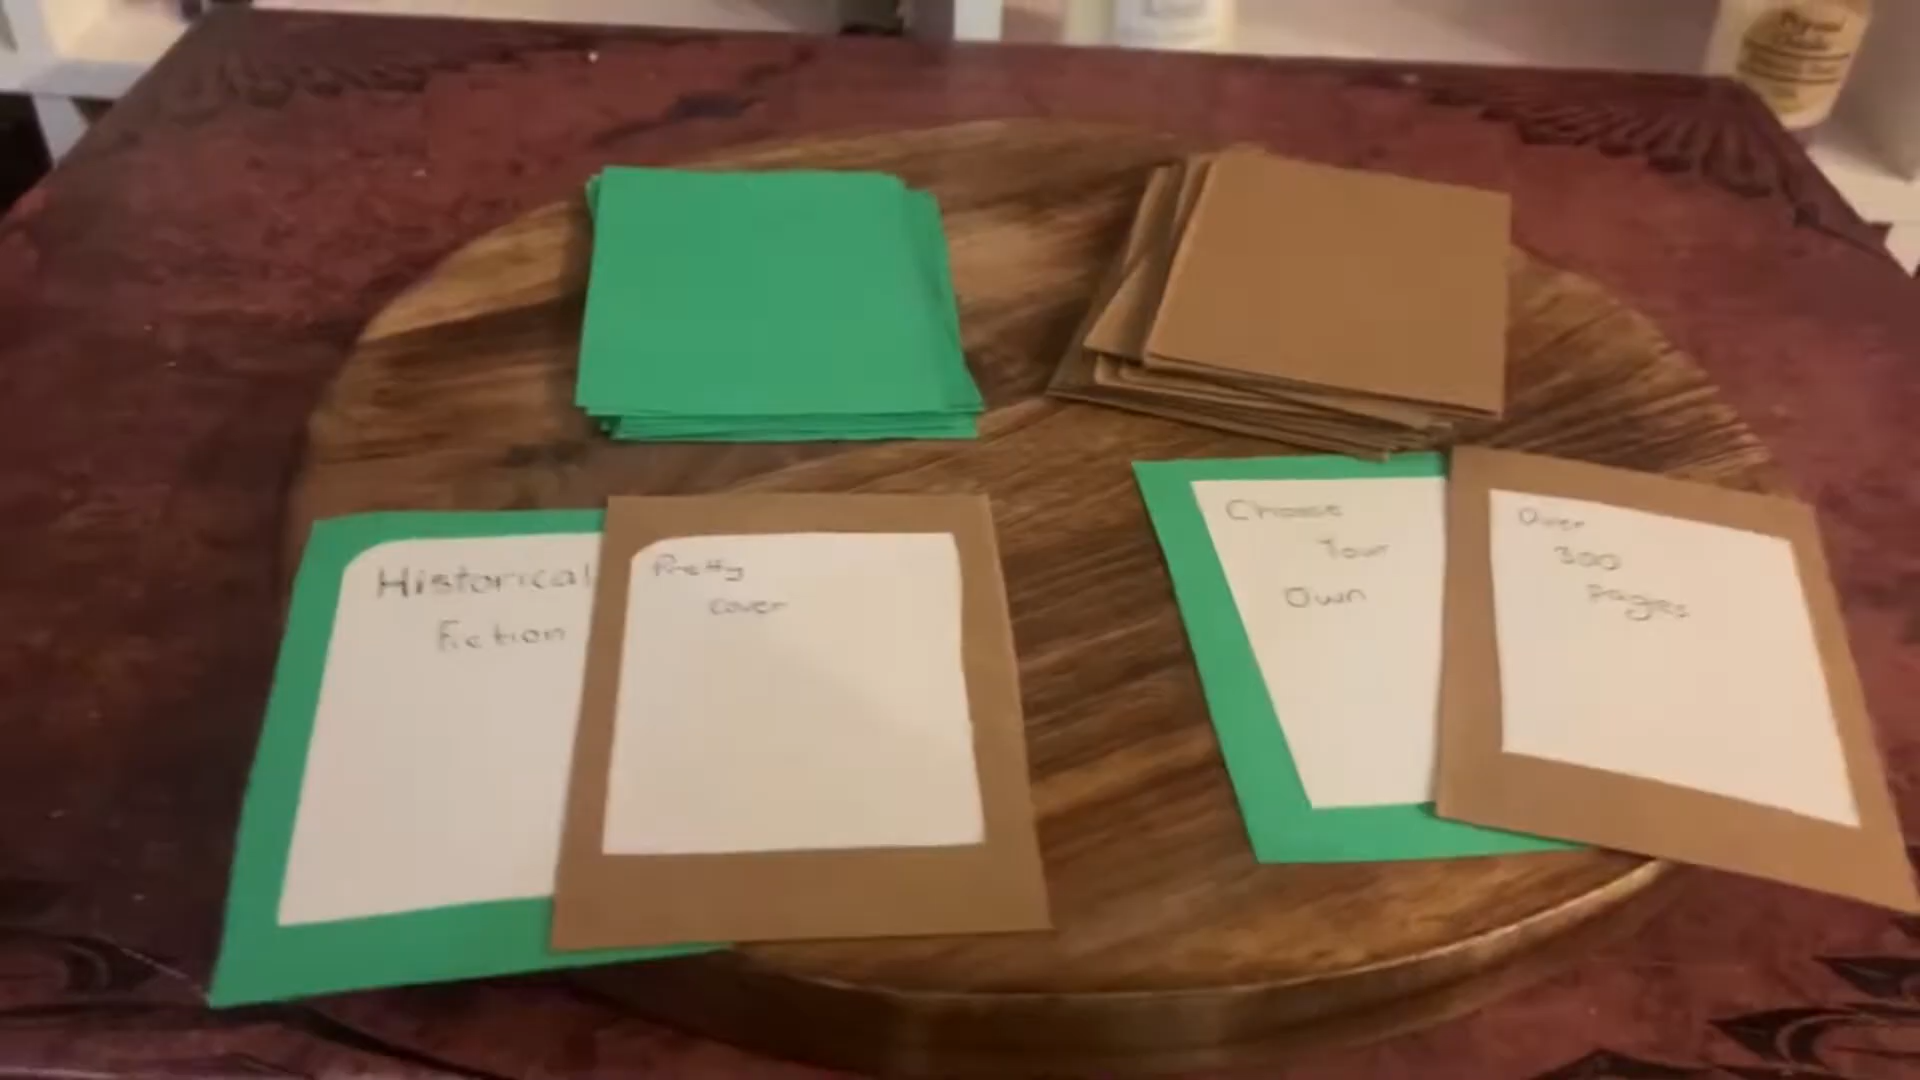 Historical
Fiction
Pretty
cover
Choose
Your
Own
Over
300
pages